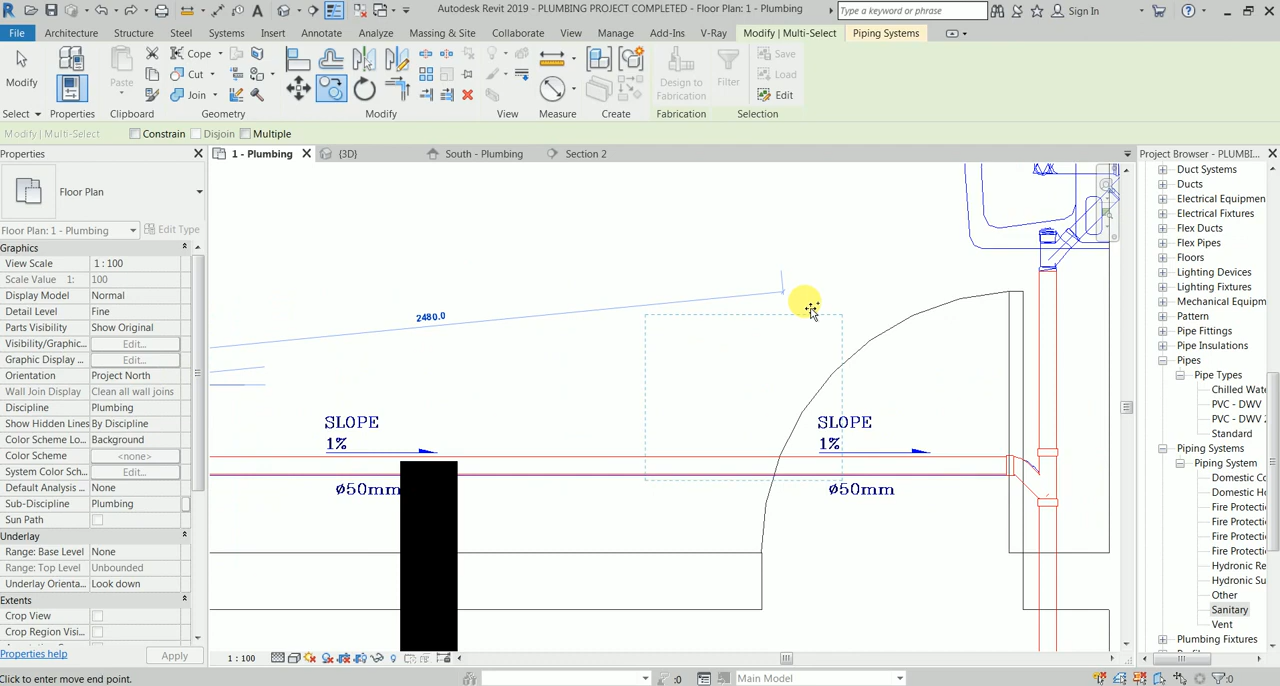 Autodesk Revit 2019 - PLUMBING PROJECT COMPLETED - Floor Plan: 1 - Plumbing
Type a keyword or phrase
Sign In
File Architecture Structure Steel Systems Insert Annotate Analyze Massing & Site Collaborate View Manage Add-Ins V-Ray Modify | Multi-Select Piping Systems
Modify
Paste
Cope
Cut
Join
Design to Fabrication
Filter
Save
Load
Edit
Select Properties Clipboard Geometry Modify View Measure Create Fabrication Selection
Modify | Multi-Select Constrain Disjoin Multiple
Properties
1 - Plumbing
{3D}
South - Plumbing
Section 2
Project Browser - PLUMBI...
Floor Plan
Floor Plan: 1 - Plumbing Edit Type
Graphics
View Scale 1 : 100
Scale Value 1: 100
Display Model Normal
Detail Level Fine
Parts Visibility Show Original
Visibility/Graphic... Edit...
Graphic Display ... Edit...
Orientation Project North
Wall Join Display Clean all wall joins
Discipline Plumbing
Show Hidden Lines By Discipline
Color Scheme Lo... Background
Color Scheme <none>
System Color Sch... Edit...
Default Analysis ... None
Sub-Discipline Plumbing
Sun Path
Underlay
Range: Base Level None
Range: Top Level Unbounded
Underlay Orienta... Look down
Extents
Crop View
Crop Region Visi...
Properties help
Apply
2480.0
SLOPE
1%
ø50mm
SLOPE
1%
ø50mm
Duct Systems
Ducts
Electrical Equipmen
Electrical Fixtures
Flex Ducts
Flex Pipes
Floors
Lighting Devices
Lighting Fixtures
Mechanical Equipm
Pattern
Pipe Fittings
Pipe Insulations
Pipes
Pipe Types
Chilled Wat
PVC - DWV
PVC - DWV 2
Standard
Piping Systems
Piping System
Domestic Co
Domestic Ho
Fire Protectio
Fire Protectio
Fire Protectio
Fire Protectio
Hydronic Re
Hydronic Su
Other
Sanitary
Vent
Plumbing Fixtures
1 : 100
Click to enter move end point.
:0
Main Model
:0